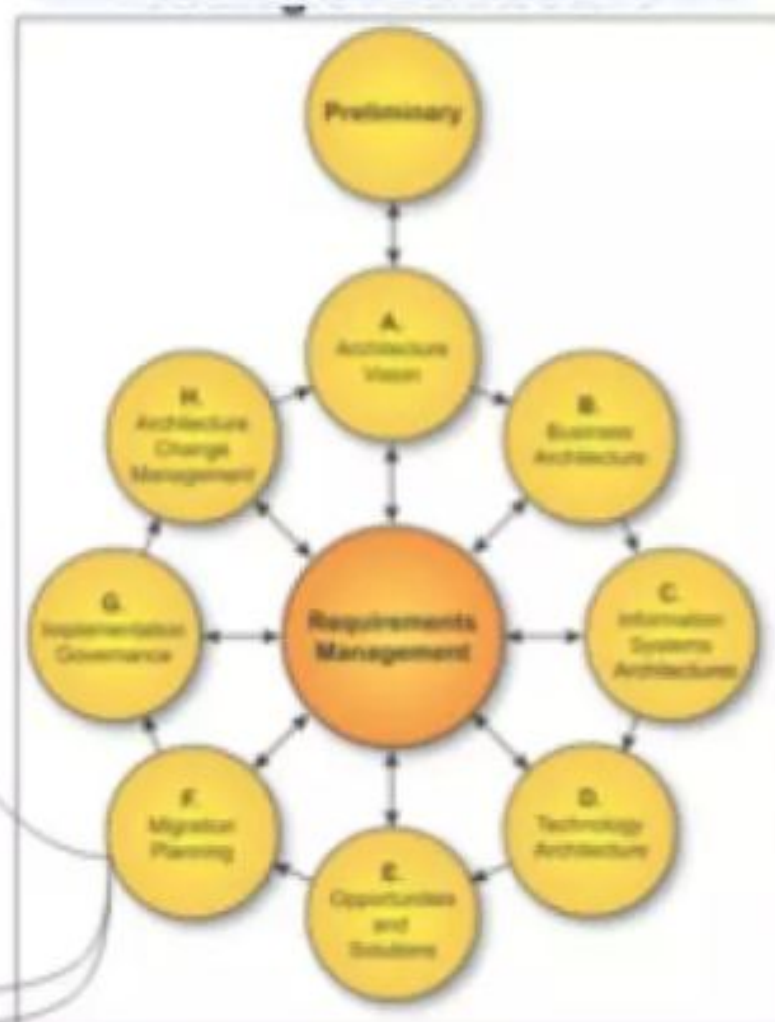 Preliminary
A.
Architecture
Vision
B.
Business
Architecture
C.
Information
Systems
Architectures
D.
Technology
Architecture
E.
Opportunities
and
Solutions
F.
Migration
Planning
G.
Implementation
Governance
H.
Architecture
Change
Management
Requirements
Management